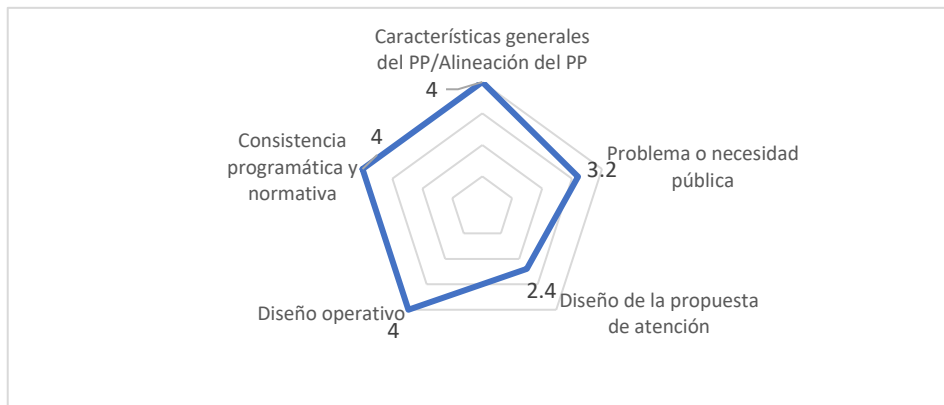 Características generales
del PP/Alineación del PP
4
4
Consistencia
programática y
normativa
Problema o necesidad
pública
3.2
2.4
Diseño de la propuesta
de atención
Diseño operativo
4